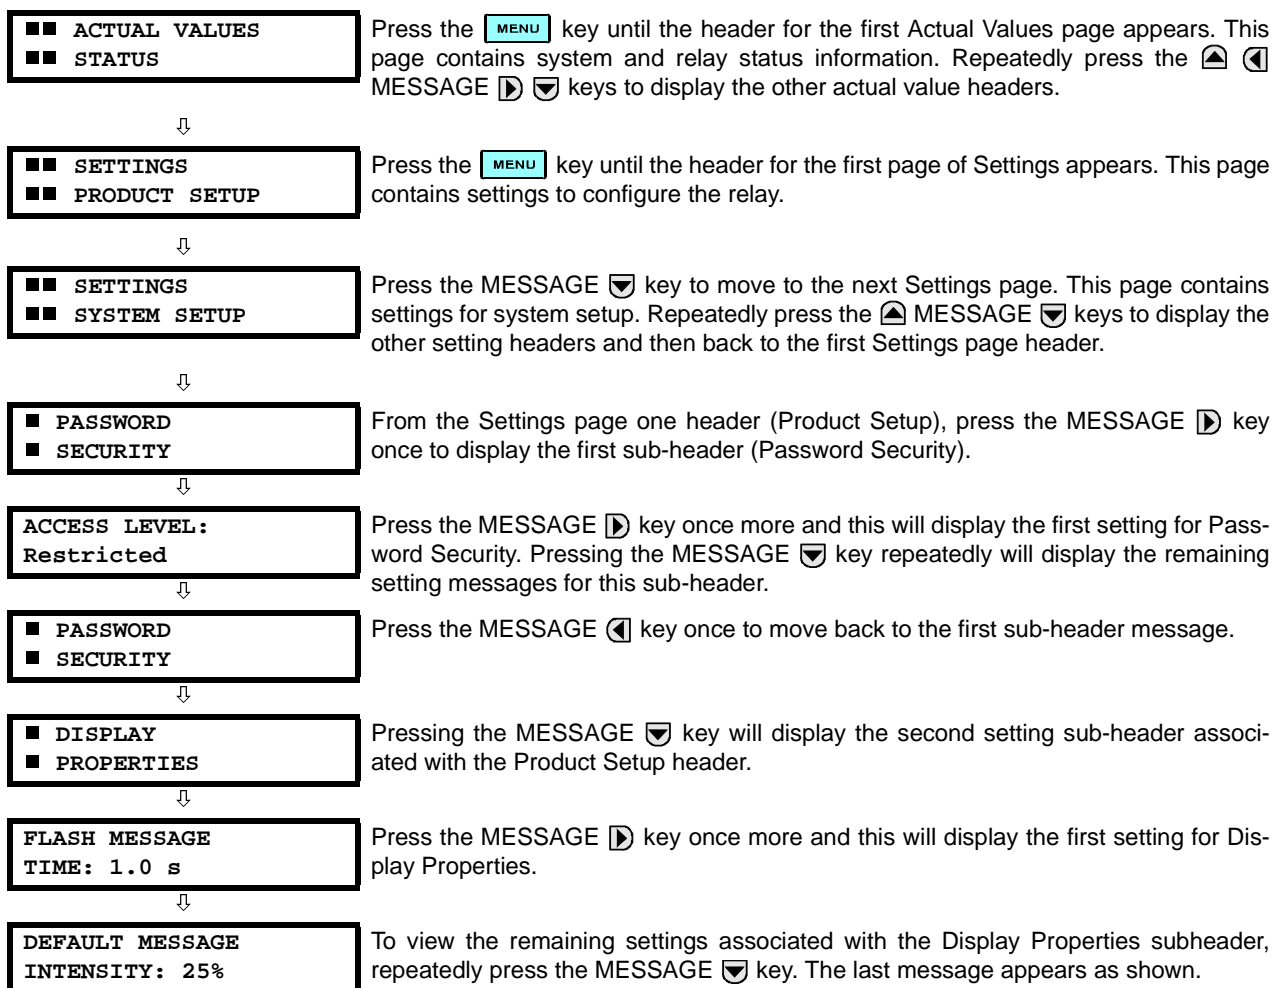 ■■ ACTUAL VALUES
■■ STATUS
Press the MENU key until the header for the first Actual Values page appears. This
page contains system and relay status information. Repeatedly press the
MESSAGE keys to display the other actual value headers.
⇩
■■ SETTINGS
■■ PRODUCT SETUP
Press the MENU key until the header for the first page of Settings appears. This page
contains settings to configure the relay.
⇩
■■ SETTINGS
■■ SYSTEM SETUP
Press the MESSAGE key to move to the next Settings page. This page contains
settings for system setup. Repeatedly press the MESSAGE keys to display the
other setting headers and then back to the first Settings page header.
⇩
■ PASSWORD
■ SECURITY
From the Settings page one header (Product Setup), press the MESSAGE key
once to display the first sub-header (Password Security).
⇩
ACCESS LEVEL:
Restricted
Press the MESSAGE key once more and this will display the first setting for Pass-
word Security. Pressing the MESSAGE key repeatedly will display the remaining
setting messages for this sub-header.
⇩
■ PASSWORD
■ SECURITY
Press the MESSAGE key once to move back to the first sub-header message.
⇩
■ DISPLAY
■ PROPERTIES
Pressing the MESSAGE key will display the second setting sub-header associ-
ated with the Product Setup header.
⇩
FLASH MESSAGE
TIME: 1.0 s
Press the MESSAGE key once more and this will display the first setting for Dis-
play Properties.
⇩
DEFAULT MESSAGE
INTENSITY: 25%
To view the remaining settings associated with the Display Properties subheader,
repeatedly press the MESSAGE key. The last message appears as shown.